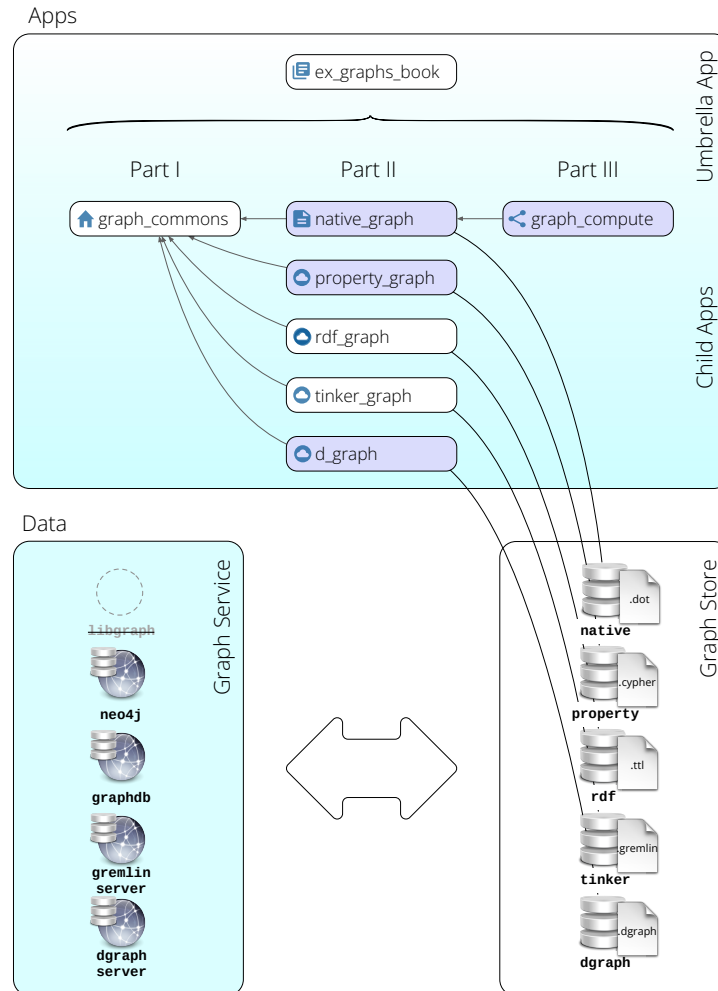 Apps
ex_graphs_book
Umbrella App
Part I
Part II
Part III
graph_commons
native_graph
graph_compute
property_graph
rdf_graph
tinker_graph
d_graph
Child Apps
Data
Graph Service
libgraph
neo4j
graphdb
gremlin
server
dgraph
server
Graph Store
.dot
native
.cypher
property
.ttl
rdf
.gremlin
tinker
.dgraph
dgraph